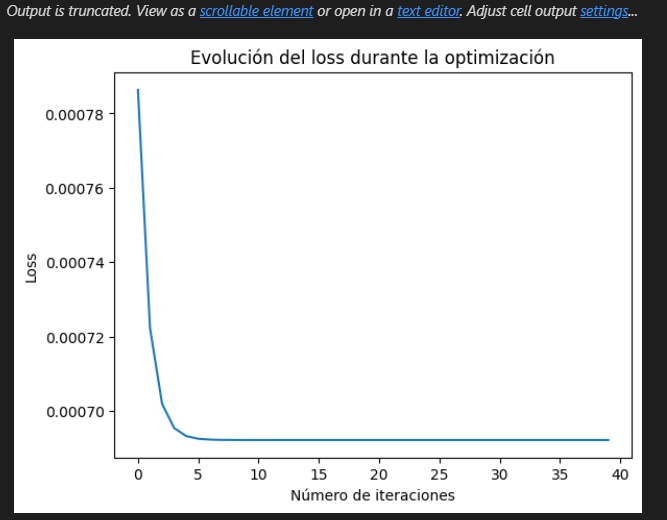 Output is truncated. View as a scrollable element or open in a text editor. Adjust cell output settings...
Evolución del loss durante la optimización
0.00078
0.00076
0.00074
0.00072
0.00070
Loss
0 5 10 15 20 25 30 35 40
Número de iteraciones